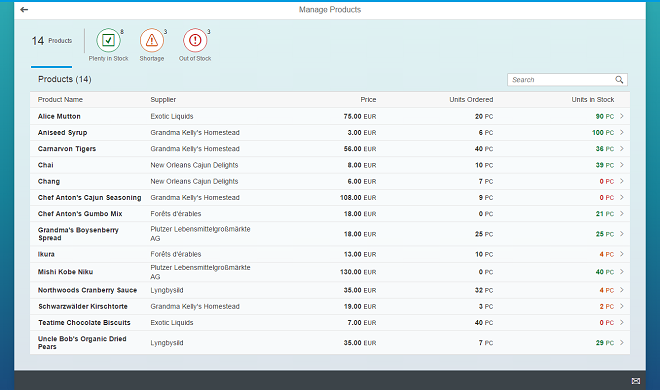 Manage Products
14 Products
8
3
3
Plenty in Stock Shortage Out of Stock
Products (14)
Search
Product Name Supplier Price Units Ordered Units in Stock
Alice Mutton Exotic Liquids 75.00 EUR 20 PC 90 PC
Aniseed Syrup Grandma Kelly's Homestead 3.00 EUR 6 PC 100 PC
Carnarvon Tigers Grandma Kelly's Homestead 56.00 EUR 40 PC 36 PC
Chai New Orleans Cajun Delights 8.00 EUR 10 PC 39 PC
Chang New Orleans Cajun Delights 6.00 EUR 7 PC 0 PC
Chef Anton's Cajun Seasoning Grandma Kelly's Homestead 108.00 EUR 9 PC 0 PC
Chef Anton's Gumbo Mix Forêts d'érables 18.00 EUR 0 PC 21 PC
Grandma's Boysenberry Spread Plutzer Lebensmittelgroßmärkte AG 18.00 EUR 25 PC 25 PC
Ikura Forêts d'érables 13.00 EUR 10 PC 4 PC
Mishi Kobe Niku Plutzer Lebensmittelgroßmärkte AG 130.00 EUR 0 PC 40 PC
Northwoods Cranberry Sauce Lyngbysild 35.00 EUR 32 PC 4 PC
Schwarzwälder Kirschtorte Grandma Kelly's Homestead 19.00 EUR 3 PC 2 PC
Teatime Chocolate Biscuits Exotic Liquids 7.00 EUR 40 PC 0 PC
Uncle Bob's Organic Dried Pears Lyngbysild 35.00 EUR 7 PC 29 PC